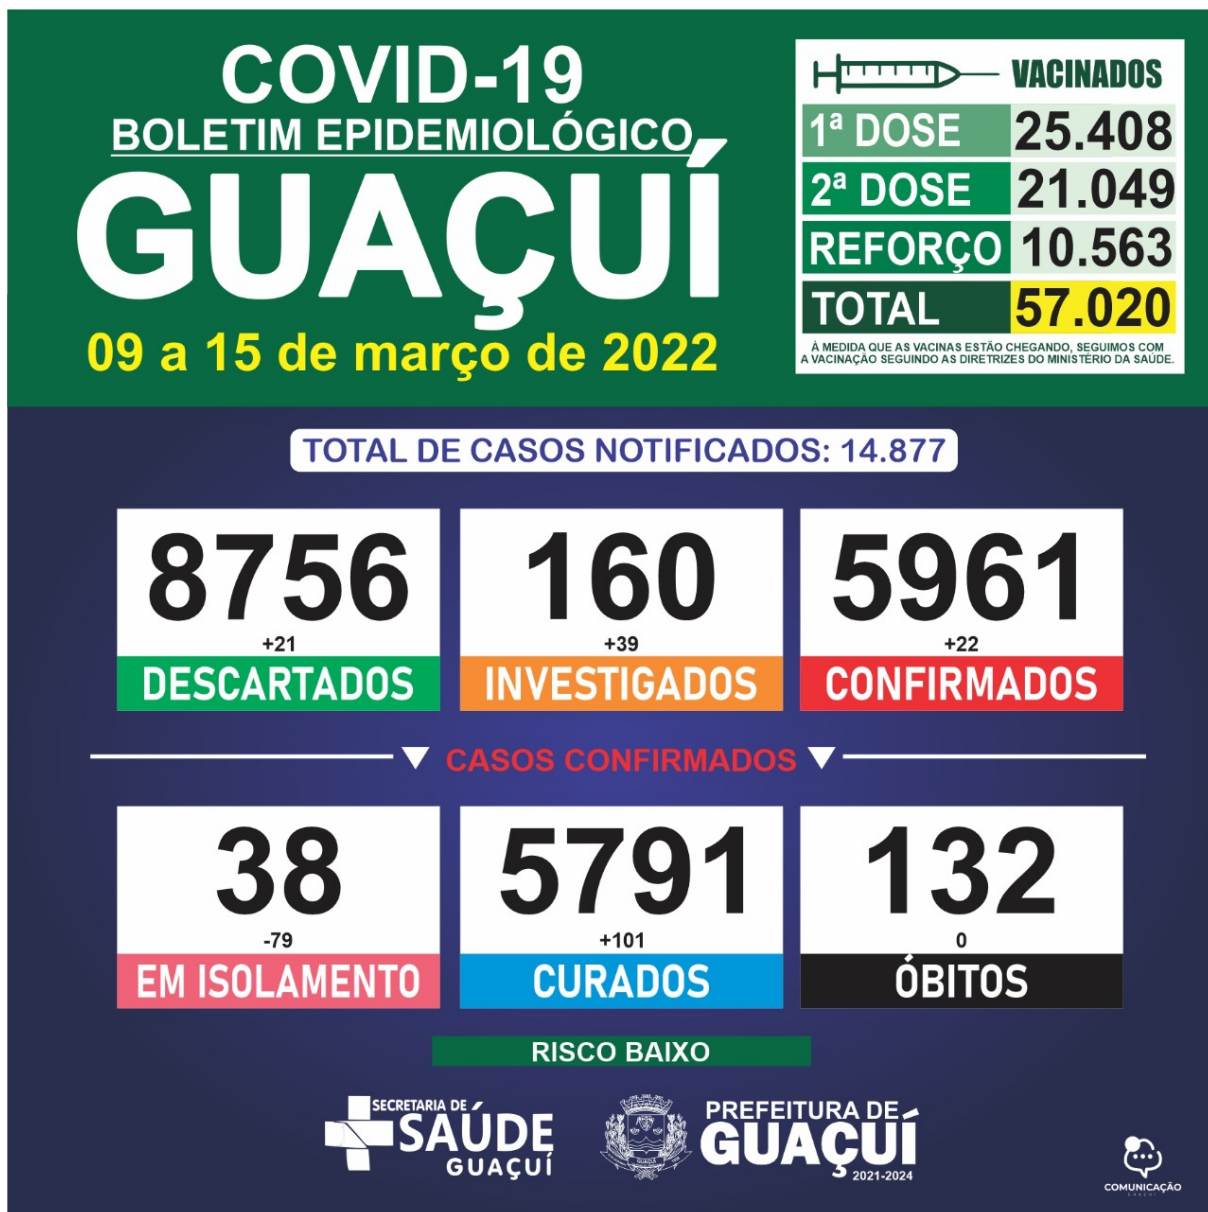 COVID-19
BOLETIM EPIDEMIOLÓGICO
GUAÇUÍ
09 a 15 de março de 2022
VACINADOS
1ª DOSE 25.408
2ª DOSE 21.049
REFORÇO 10.563
TOTAL 57.020
À MEDIDA QUE AS VACINAS ESTÃO CHEGANDO, SEGUIMOS COM
A VACINAÇÃO SEGUINDO AS DIRETRIZES DO MINISTÉRIO DA SAÚDE.
TOTAL DE CASOS NOTIFICADOS: 14.877
8756
+21
DESCARTADOS
160
+39
INVESTIGADOS
5961
+22
CONFIRMADOS
CASOS CONFIRMADOS
38
-79
EM ISOLAMENTO
5791
+101
CURADOS
132
0
ÓBITOS
RISCO BAIXO
SECRETARIA DE
SAÚDE
GUAÇUÍ
PREFEITURA DE
GUAÇUÍ
2021-2024
COMUNICAÇÃO
GUAÇUÍ